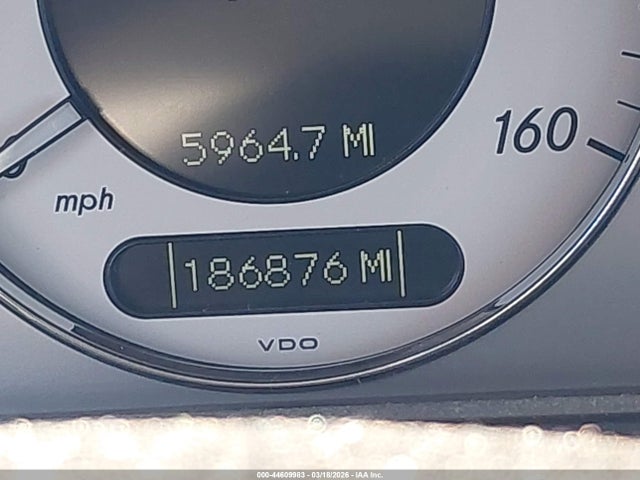 5964.7 MI
160
mph
186876 MI
VDO
000-44609983 - 03/18/2026 - IAA Inc.